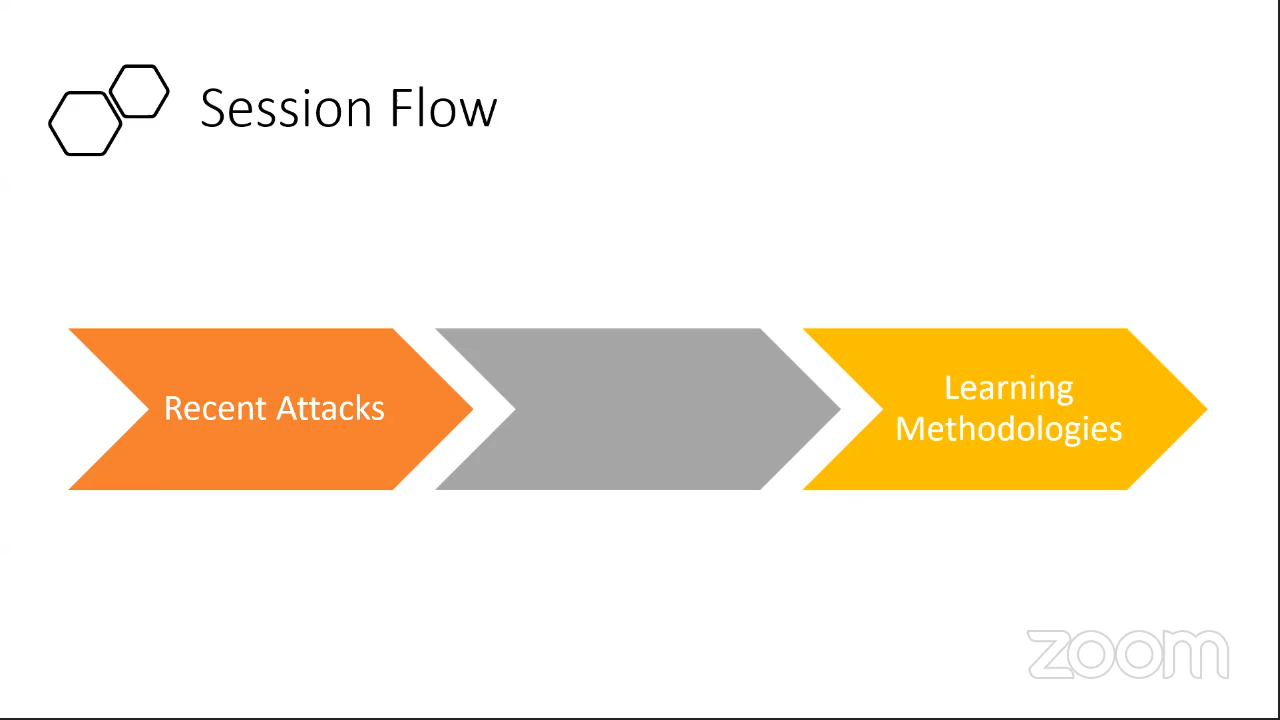 Session Flow
Recent Attacks
Learning
Methodologies
zoom